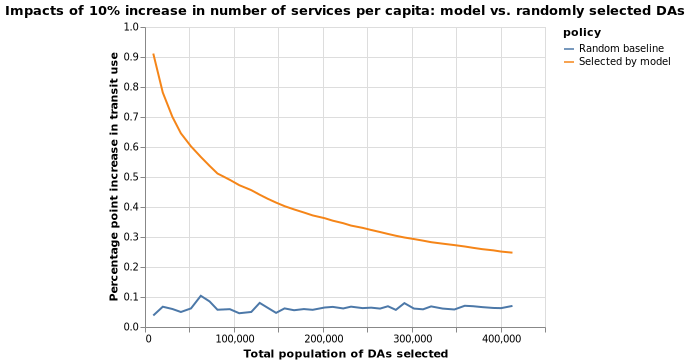 Impacts of 10% increase in number of services per capita: model vs. randomly selected DAs
policy
Random baseline
Selected by model
Percentage point increase in transit use
1.0
0.9
0.8
0.7
0.6
0.5
0.4
0.3
0.2
0.1
0.0
0
100,000
200,000
300,000
400,000
Total population of DAs selected